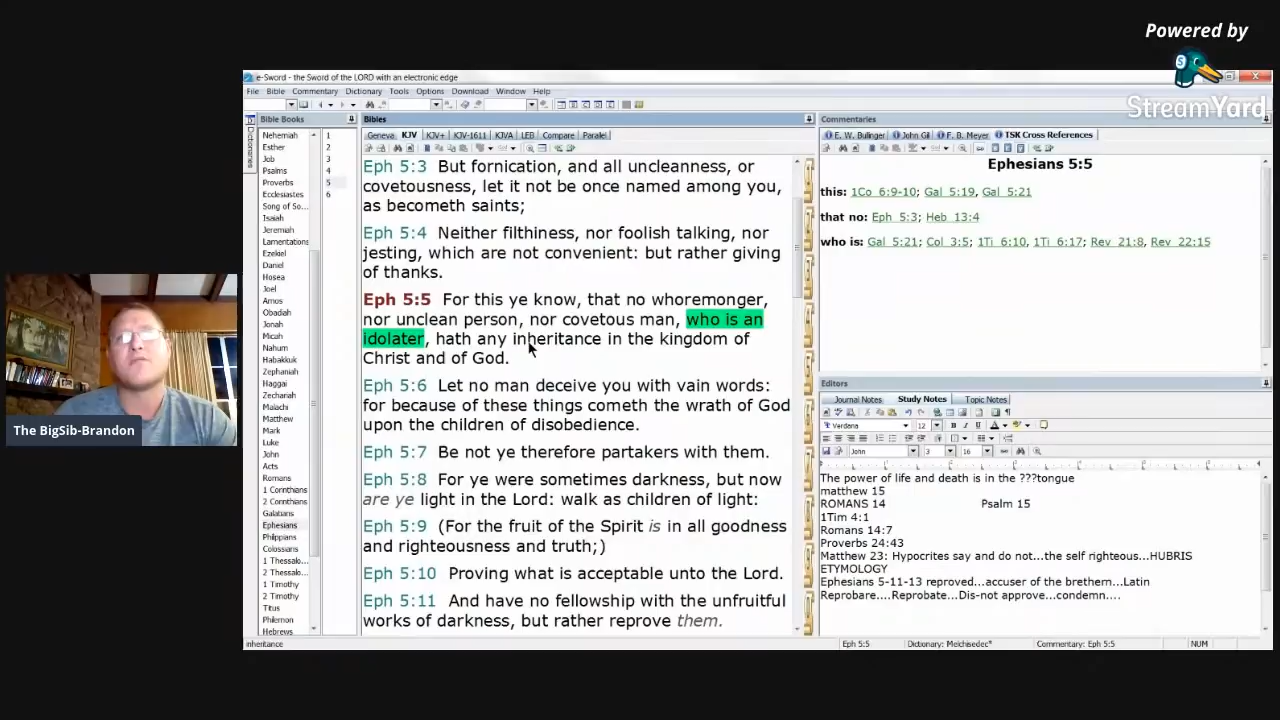 Powered by
StreamYard
e-Sword - the Sword of the LORD with an electronic edge
File Bible Commentary Dictionary Tools Options Download Window Help
Bible Books
Dictionaries
Nehemiah
Esther
Job
Psalms
Proverbs
Ecclesiastes
Song of So...
Isaiah
Jeremiah
Lamentations
Ezekiel
Daniel
Hosea
Joel
Amos
Obadiah
Jonah
Micah
Nahum
Habakkuk
Zephaniah
Haggai
Zechariah
Malachi
Matthew
Mark
Luke
John
Acts
Romans
1 Corinthians
2 Corinthians
Galatians
Ephesians
Philippians
Colossians
1 Thessalo...
2 Thessalo...
1 Timothy
2 Timothy
Titus
Philemon
Hebrews
1
2
3
4
5
6
Bibles
Geneva KJV KJV+ KJV-1611 KJVA LEB Compare Parallel
Eph 5:3 But fornication, and all uncleanness, or
covetousness, let it not be once named among you,
as becometh saints;
Eph 5:4 Neither filthiness, nor foolish talking, nor
jesting, which are not convenient: but rather giving
of thanks.
Eph 5:5 For this ye know, that no whoremonger,
nor unclean person, nor covetous man, who is an
idolater, hath any inheritance in the kingdom of
Christ and of God.
Eph 5:6 Let no man deceive you with vain words:
for because of these things cometh the wrath of God
upon the children of disobedience.
Eph 5:7 Be not ye therefore partakers with them.
Eph 5:8 For ye were sometimes darkness, but now
are ye light in the Lord: walk as children of light:
Eph 5:9 (For the fruit of the Spirit is in all goodness
and righteousness and truth;)
Eph 5:10 Proving what is acceptable unto the Lord.
Eph 5:11 And have no fellowship with the unfruitful
works of darkness, but rather reprove them.
Commentaries
E. W. Bulinger John Gil F. B. Meyer TSK Cross References
Ephesians 5:5
this: 1Co 6:9-10; Gal 5:19, Gal 5:21
that no: Eph 5:3; Heb 13:4
who is: Gal 5:21; Col 3:5; 1Ti 6:10, 1Ti 6:17; Rev 21:8, Rev 22:15
Editors
Journal Notes Study Notes Topic Notes
Verdana 12
John 3 16
The power of life and death is in the ???tongue
matthew 15
ROMANS 14 Psalm 15
1Tim 4:1
Romans 14:7
Proverbs 24:43
Matthew 23: Hypocrites say and do not...the self righteous...HUBRIS
ETYMOLOGY
Ephesians 5-11-13 reproved...accuser of the brethern...Latin
Reprobare....Reprobate...Dis-not approve...condemn....
The BigSib-Brandon
inheritance Eph 5:5 Dictionary: Melchisedec* Commentary: Eph 5:5 NUM